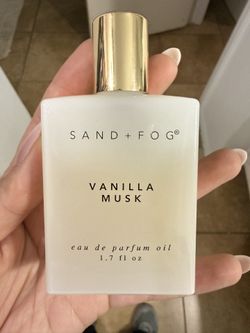 SAND + FOG®
VANILLA
MUSK
eau de parfum oil
1.7 fl oz